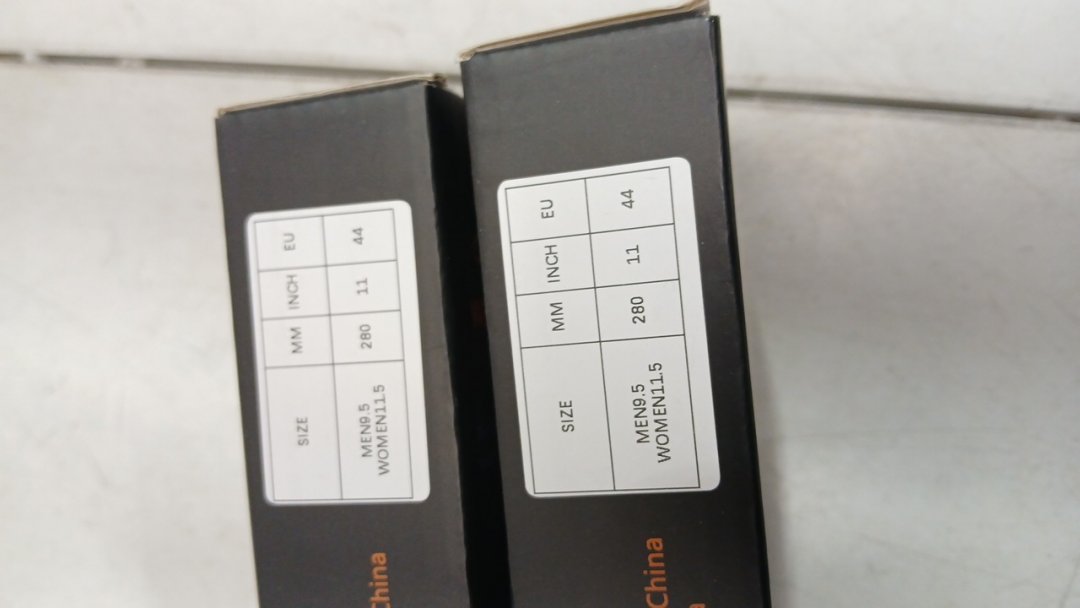 SIZE MM INCH EU
MEN9.5 280 11 44
WOMEN11.5
China
SIZE MM INCH EU
MEN9.5 280 11 44
WOMEN11.5
China